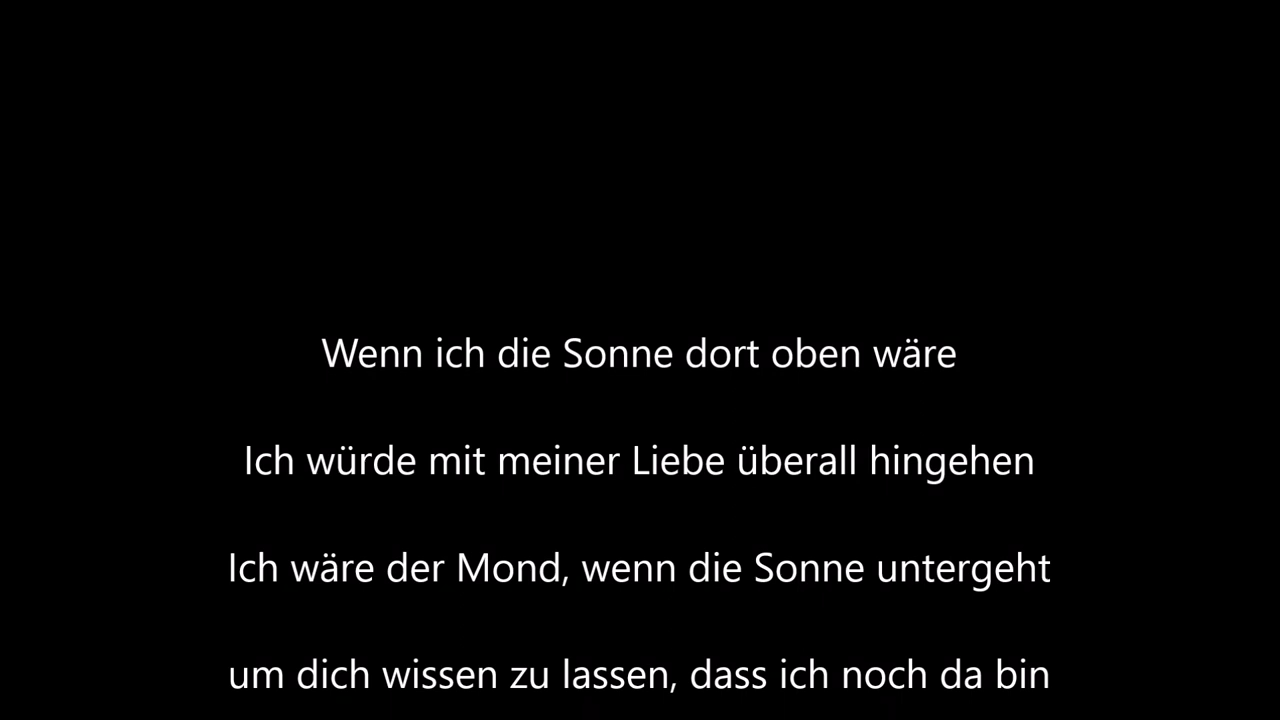 Wenn ich die Sonne dort oben wäre
Ich würde mit meiner Liebe überall hingehen
Ich wäre der Mond, wenn die Sonne untergeht
um dich wissen zu lassen, dass ich noch da bin